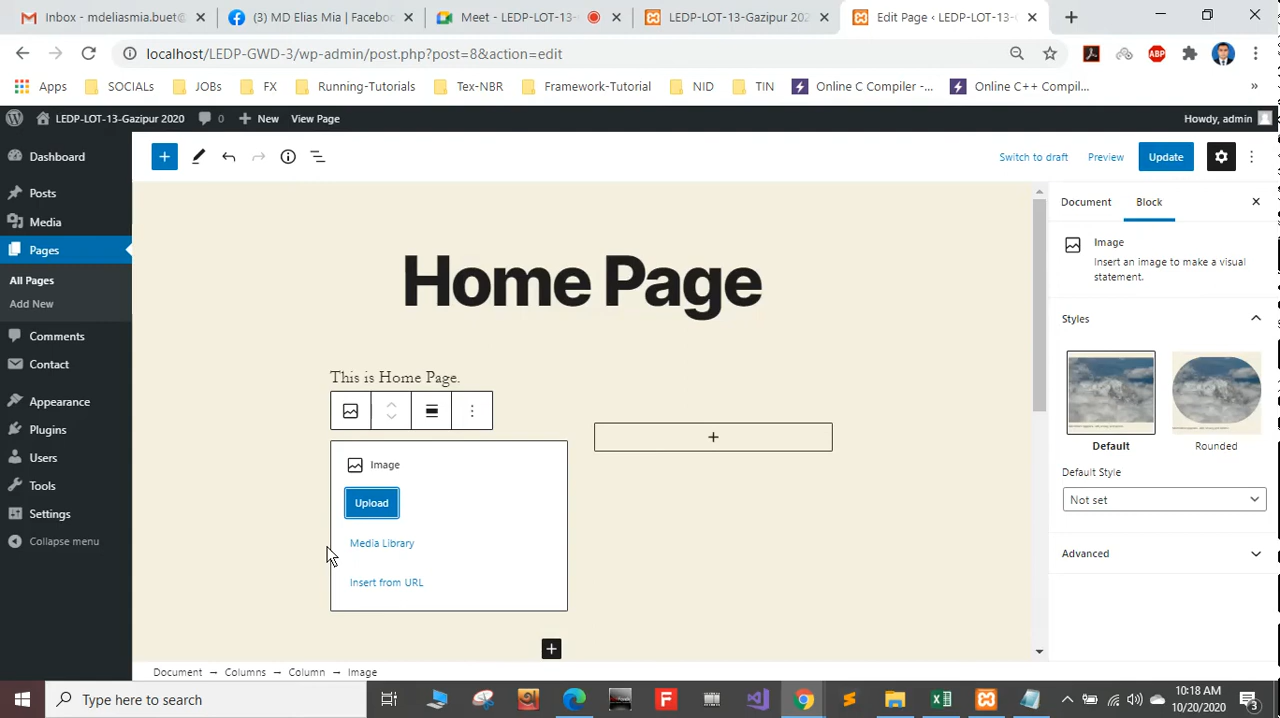 Inbox - mdeliasmia.buet@
(3) MD Elias Mia | Faceboo
Meet - LEDP-LOT-13-
LEDP-LOT-13-Gazipur 202
Edit Page ‹ LEDP-LOT-13-
localhost/LEDP-GWD-3/wp-admin/post.php?post=8&action=edit
ABP
Apps
SOCIALs
JOBs
FX
Running-Tutorials
Tex-NBR
Framework-Tutorial
NID
TIN
Online C Compiler -...
Online C++ Compil...
»
LEDP-LOT-13-Gazipur 2020
0
New
View Page
Howdy, admin
Dashboard
Posts
Media
Pages
All Pages
Add New
Comments
Contact
Appearance
Plugins
Users
Tools
Settings
Collapse menu
Switch to draft
Preview
Update
Home Page
This is Home Page.
Image
Upload
Media Library
Insert from URL
Document → Columns → Column → Image
Document
Block
Image
Insert an image to make a visual
statement.
Styles
Default
Rounded
Default Style
Not set
Advanced
Type here to search
10:18 AM
10/20/2020
3